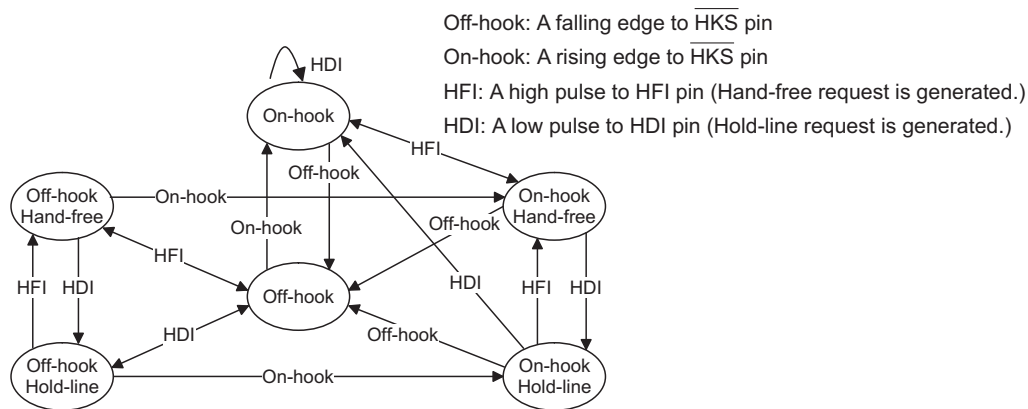 Off-hook: A falling edge to HKS pin
On-hook: A rising edge to HKS pin
HFI: A high pulse to HFI pin (Hand-free request is generated.)
HDI: A low pulse to HDI pin (Hold-line request is generated.)
HDI
On-hook
HFI
Off-hook
Off-hook
Hand-free
On-hook
On-hook
Hand-free
Off-hook
On-hook
HFI
HFI
HDI
Off-hook
HDI
HFI
HDI
HDI
Off-hook
Off-hook
Hold-line
On-hook
On-hook
Hold-line